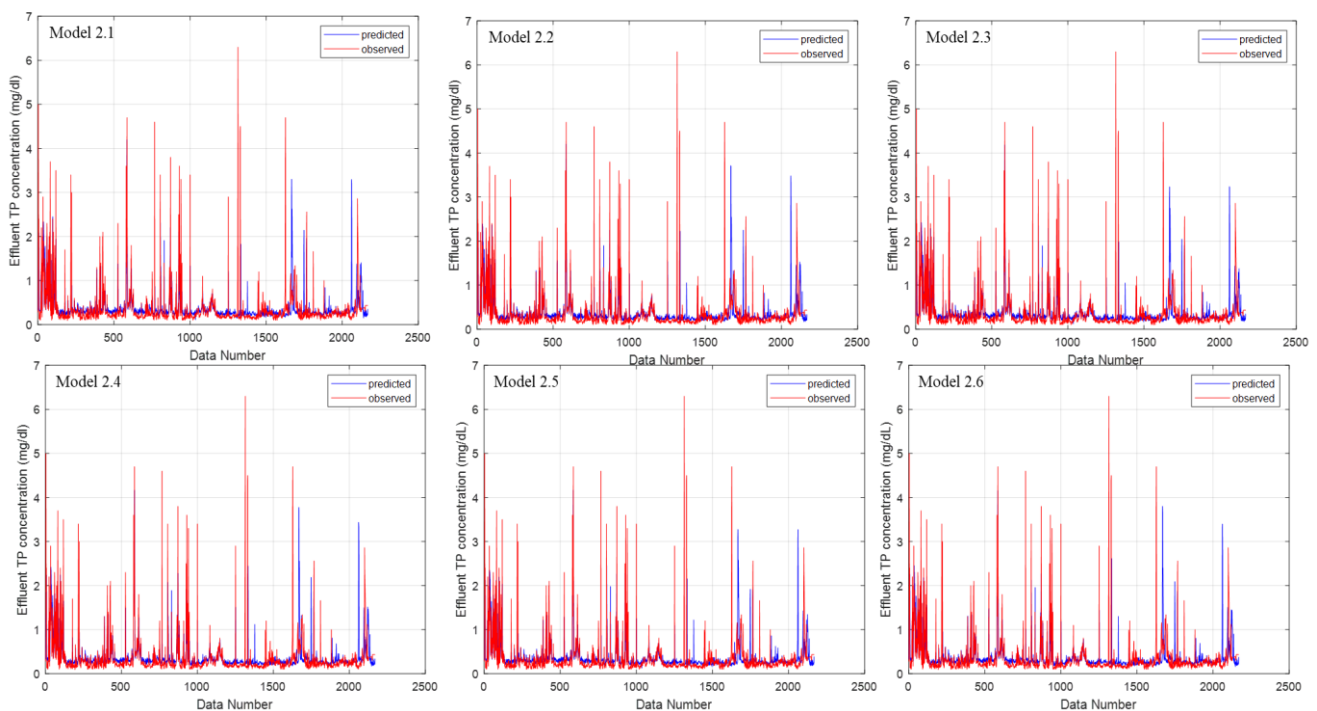 Model 2.1
predicted
observed
Effluent TP concentration (mg/dl)
7
6
5
4
3
2
1
0
0 500 1000 1500 2000 2500
Data Number
Model 2.2
predicted
observed
Effluent TP concentration (mg/dl)
7
6
5
4
3
2
1
0
0 500 1000 1500 2000 2500
Data Number
Model 2.3
predicted
observed
Effluent TP concentration (mg/dl)
7
6
5
4
3
2
1
0
0 500 1000 1500 2000 2500
Data Number
Model 2.4
predicted
observed
Effluent TP concentration (mg/dl)
7
6
5
4
3
2
1
0
0 500 1000 1500 2000 2500
Data Number
Model 2.5
predicted
observed
Effluent TP concentration (mg/dL)
7
6
5
4
3
2
1
0
0 500 1000 1500 2000 2500
Data Number
Model 2.6
predicted
observed
Effluent TP concentration (mg/dL)
7
6
5
4
3
2
1
0
0 500 1000 1500 2000 2500
Data Number